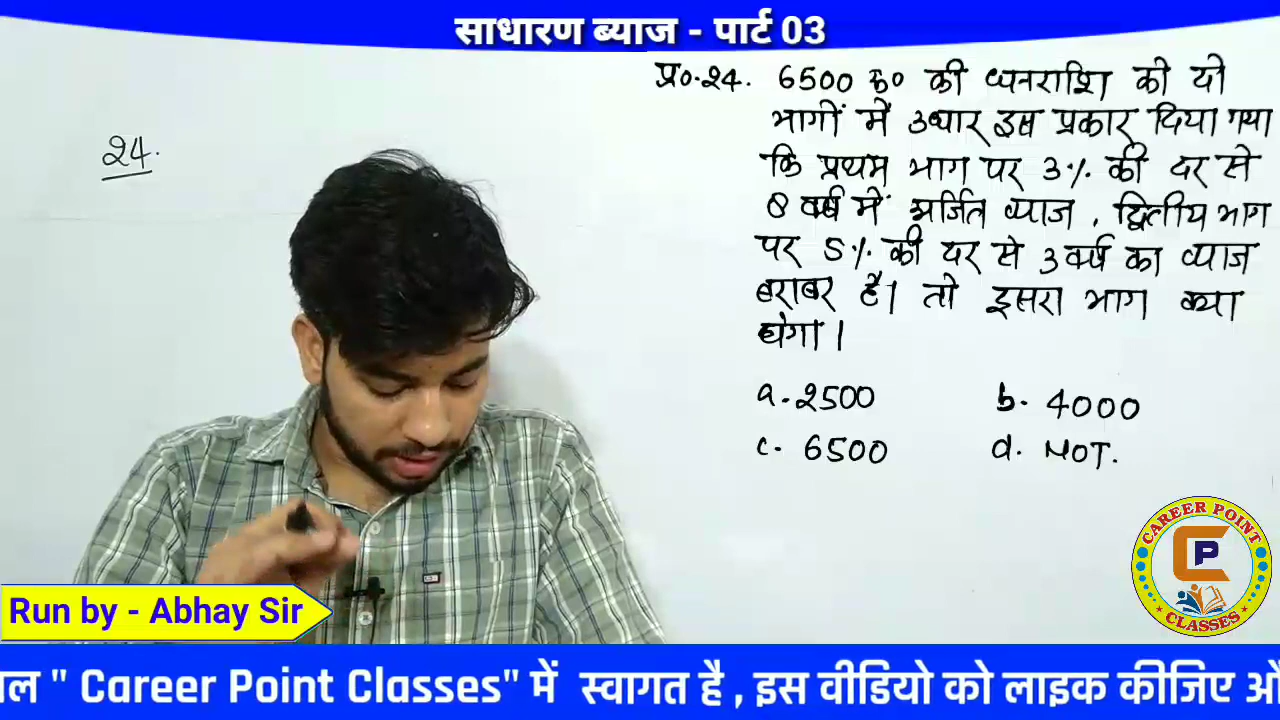 साधारण ब्याज - पार्ट 03
24.
प्र०.24. 6500 रु० की धनराशि को दो
भागों में उधार इस प्रकार दिया गया
कि प्रथम भाग पर 3% की दर से
8 वर्ष में अर्जित ब्याज , द्वितीय भाग
पर 5% की दर से 3 वर्ष का ब्याज
बराबर है। तो दूसरा भाग क्या
होगा।
a. 2500 b. 4000
c. 6500 d. NOT.
CAREER POINT
CP
CLASSES
Run by - Abhay Sir
नल " Career Point Classes" में स्वागत है , इस वीडियो को लाइक कीजिए